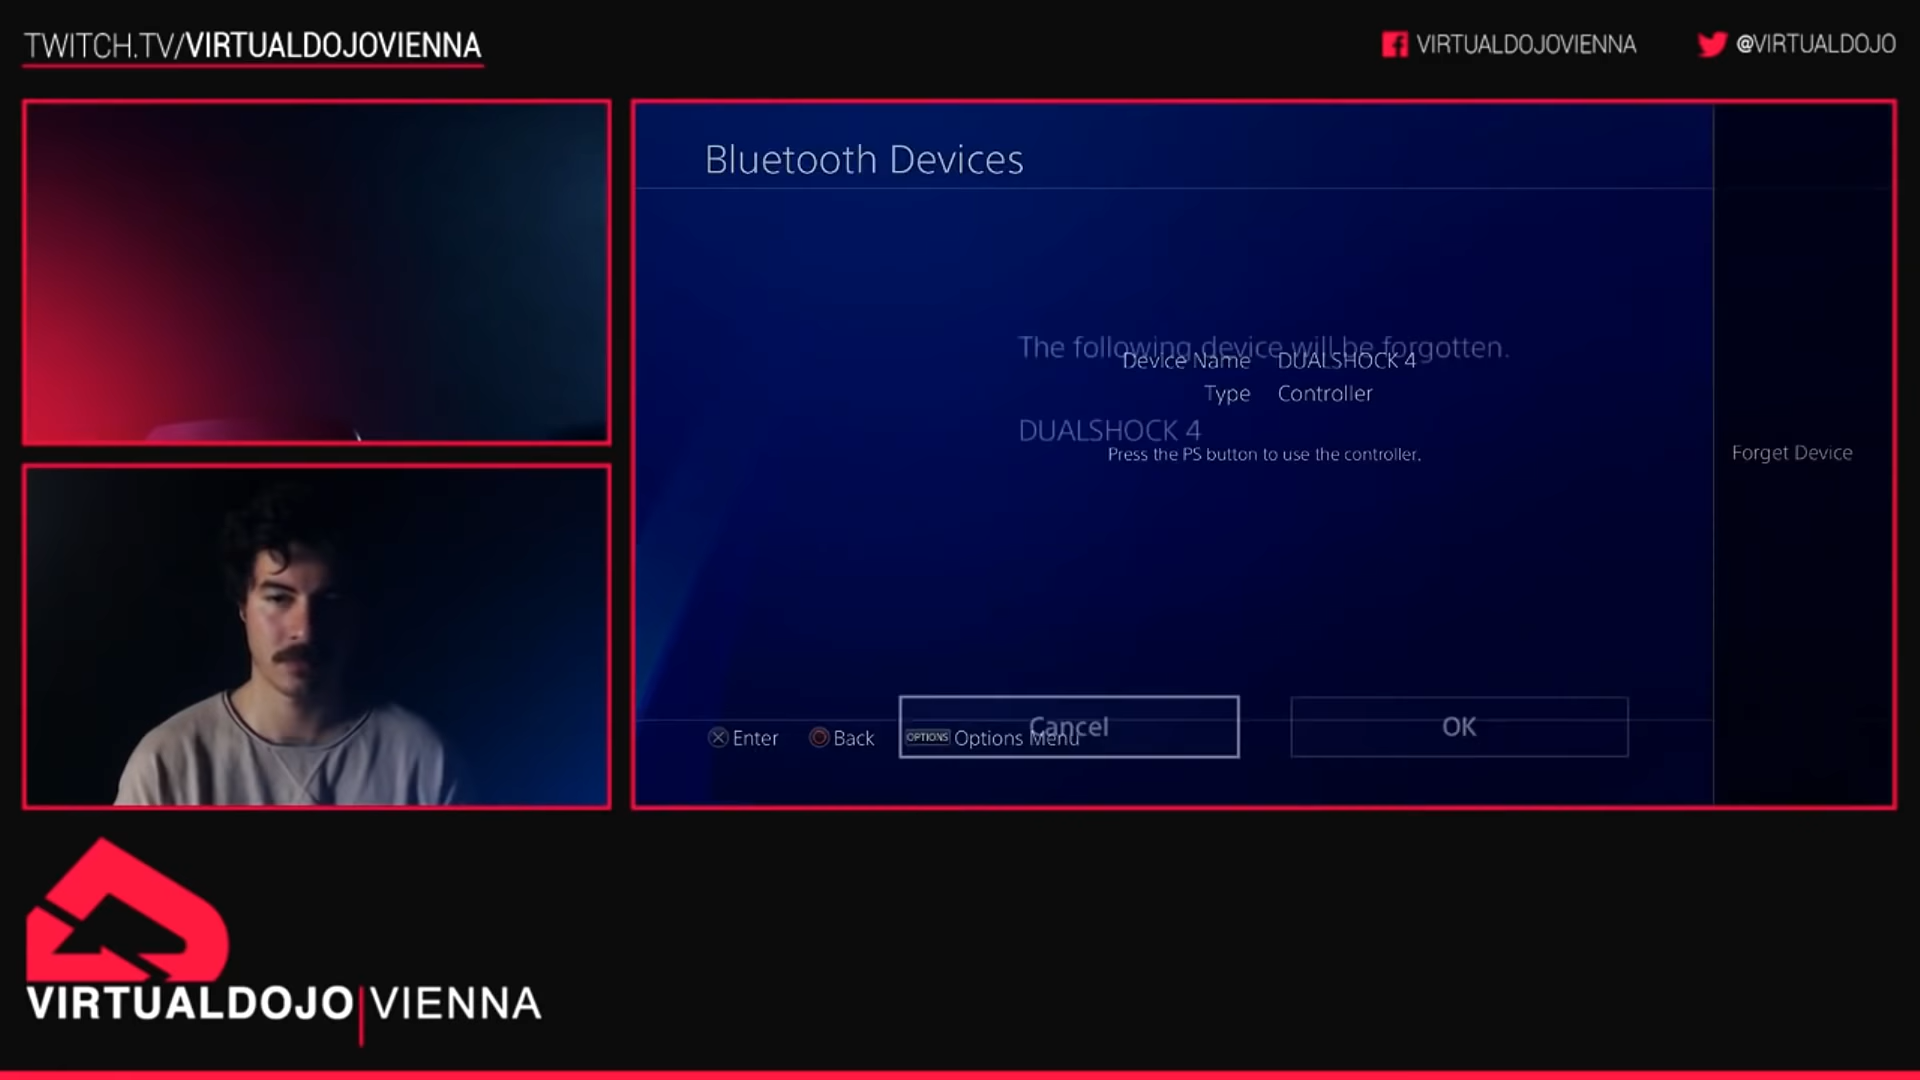 TWITCH.TV/VIRTUALDOJOVIENNA
VIRTUALDOJOVIENNA
@VIRTUALDOJO
Bluetooth Devices
The following device will be forgotten.
Device Name DUALSHOCK 4
Type Controller
DUALSHOCK 4
Press the PS button to use the controller.
Forget Device
Cancel
OK
Enter
Back
OPTIONS Options Menu
VIRTUALDOJO|VIENNA